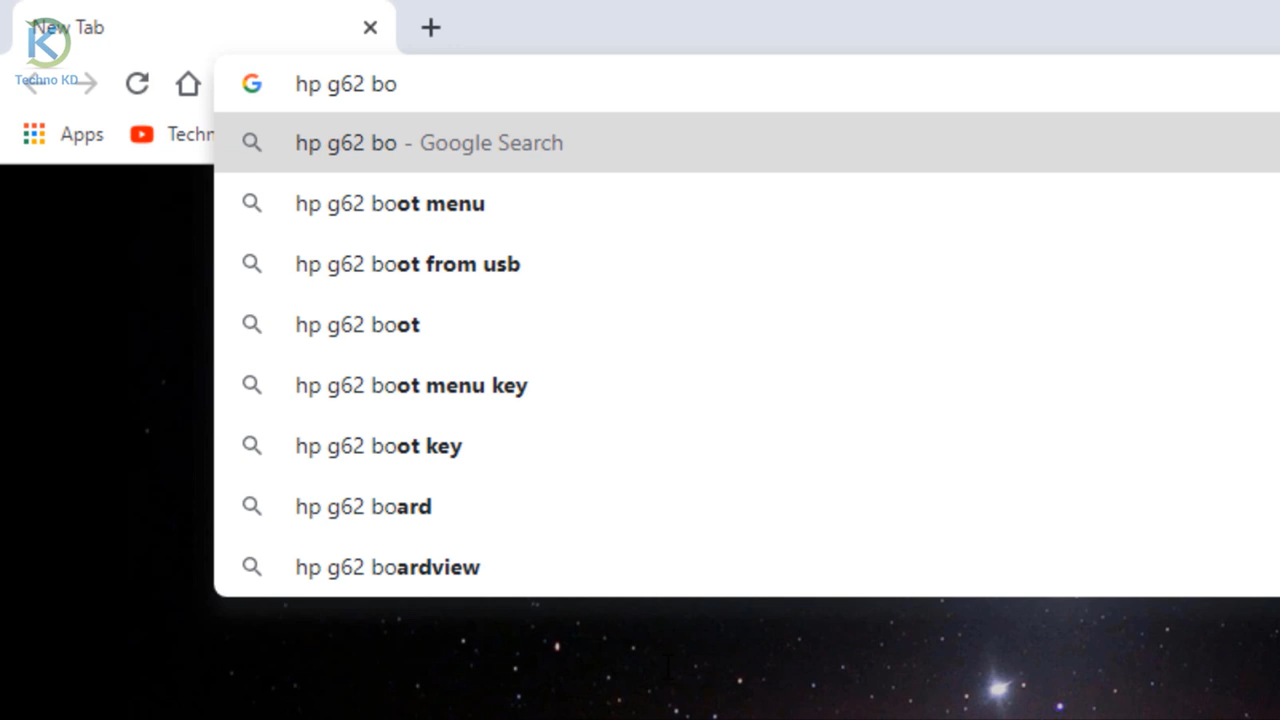 New Tab
Techno KD
hp g62 bo
Apps
Techn
hp g62 bo - Google Search
hp g62 boot menu
hp g62 boot from usb
hp g62 boot
hp g62 boot menu key
hp g62 boot key
hp g62 board
hp g62 boardview